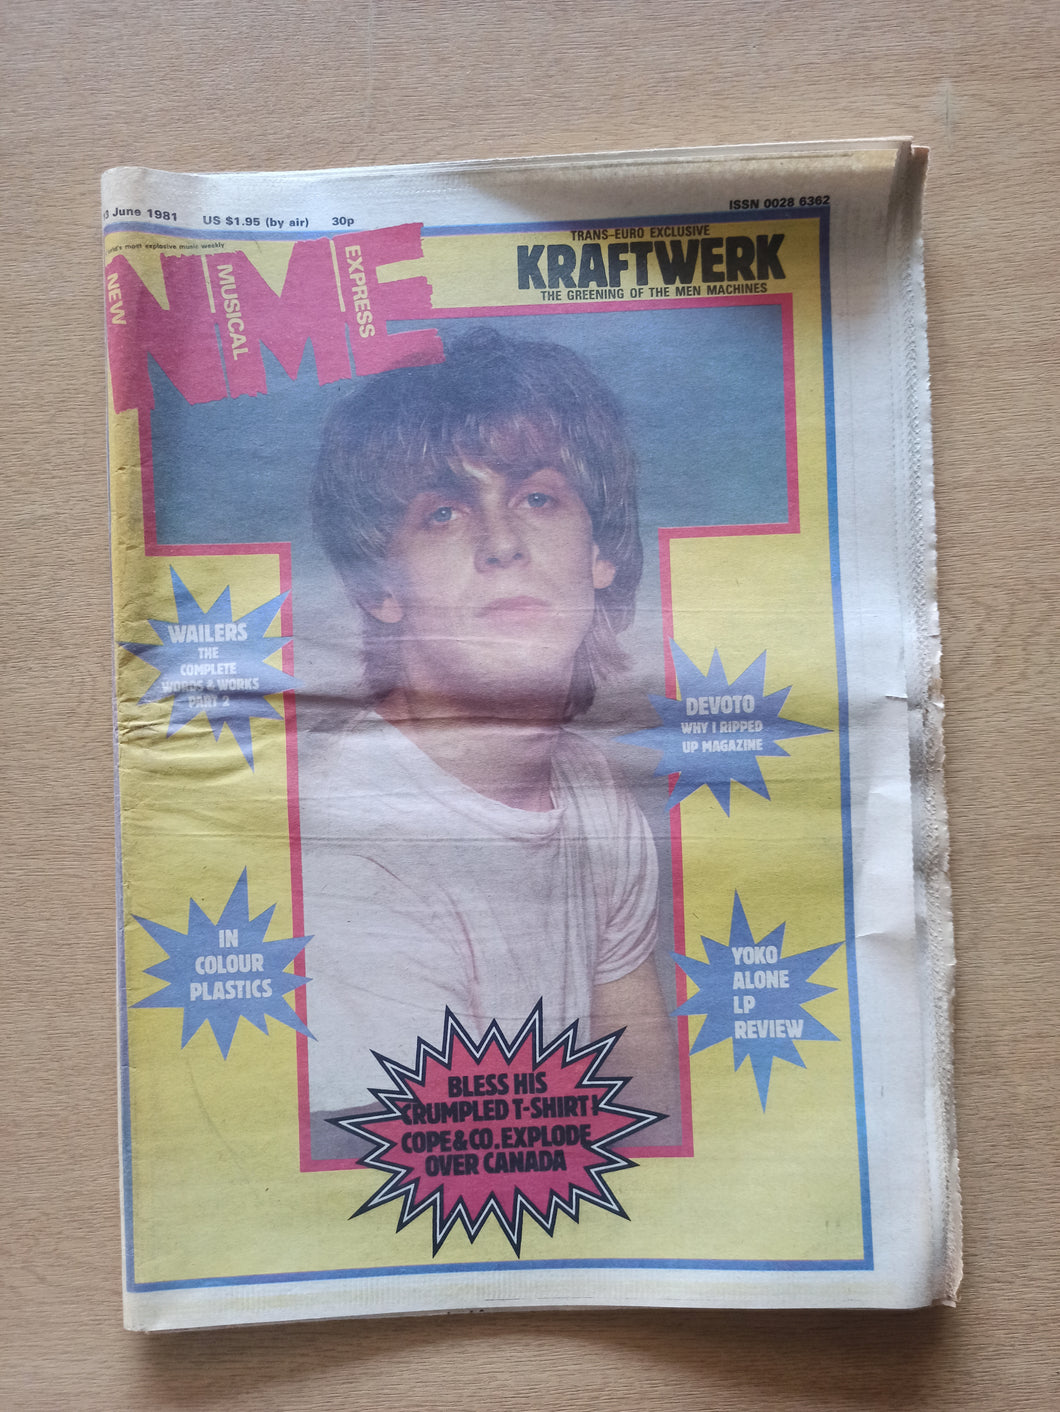 3 June 1981 US $1.95 (by air) 30p
ISSN 0028 6362
most explosive music weekly
NME
NEW
MUSICAL
EXPRESS
TRANS-EURO EXCLUSIVE
KRAFTWERK
THE GREENING OF THE MEN MACHINES
WAILERS
THE
COMPLETE
WORDS & WORKS
PART 2
DEVOTO
WHY I RIPPED
UP MAGAZINE
IN
COLOUR
PLASTICS
YOKO
ALONE
LP
REVIEW
BLESS HIS
CRUMPLED T-SHIRT!
COPE & CO. EXPLODE
OVER CANADA